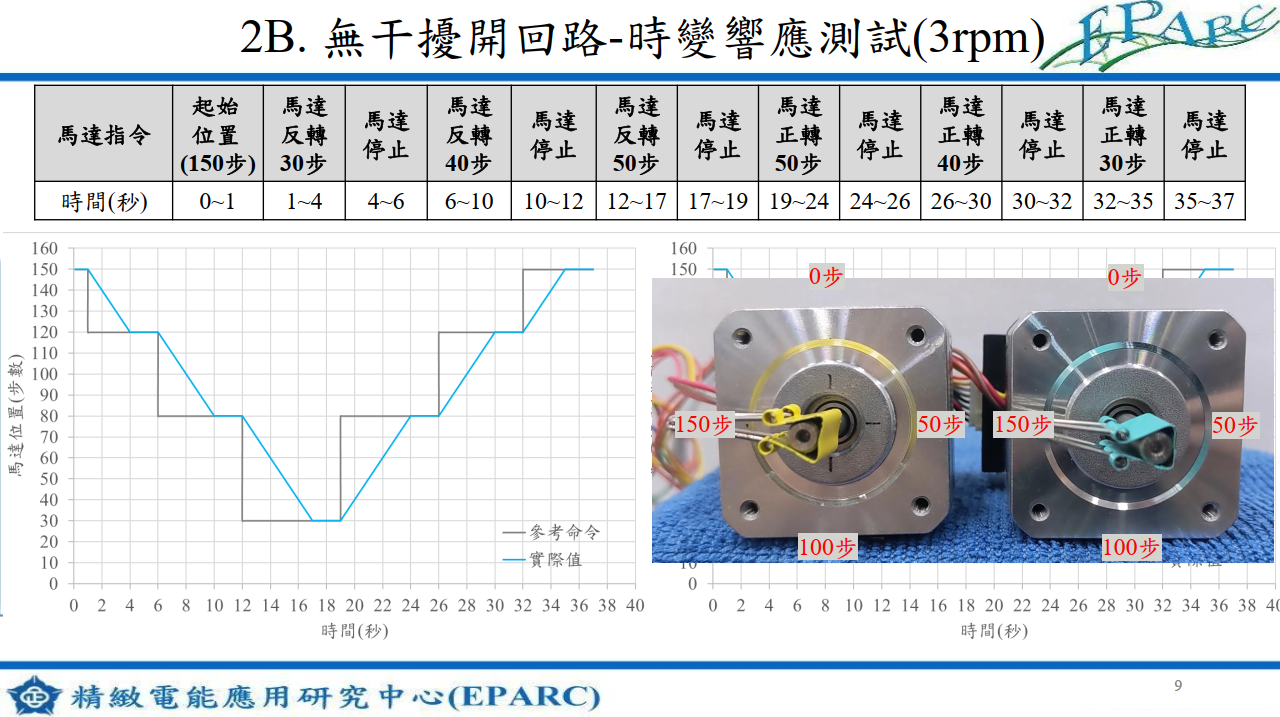 2B. 無干擾開回路-時變響應測試(3rpm)
EPARC
馬達指令 起始位置(150步) 馬達反轉30步 馬達停止 馬達反轉40步 馬達停止 馬達反轉50步 馬達停止 馬達正轉50步 馬達停止 馬達正轉40步 馬達停止 馬達正轉30步 馬達停止
時間(秒) 0~1 1~4 4~6 6~10 10~12 12~17 17~19 19~24 24~26 26~30 30~32 32~35 35~37
160
150
140
130
120
110
100
90
80
70
60
50
40
30
20
10
0
馬達位置(步數)
參考命令
實際值
0 2 4 6 8 10 12 14 16 18 20 22 24 26 28 30 32 34 36 38 40
時間(秒)
160
150
0步
0步
150步
50步
150步
50步
100步
100步
10
實際值
0
0 2 4 6 8 10 12 14 16 18 20 22 24 26 28 30 32 34 36 38 40
時間(秒)
精緻電能應用研究中心(EPARC)
9